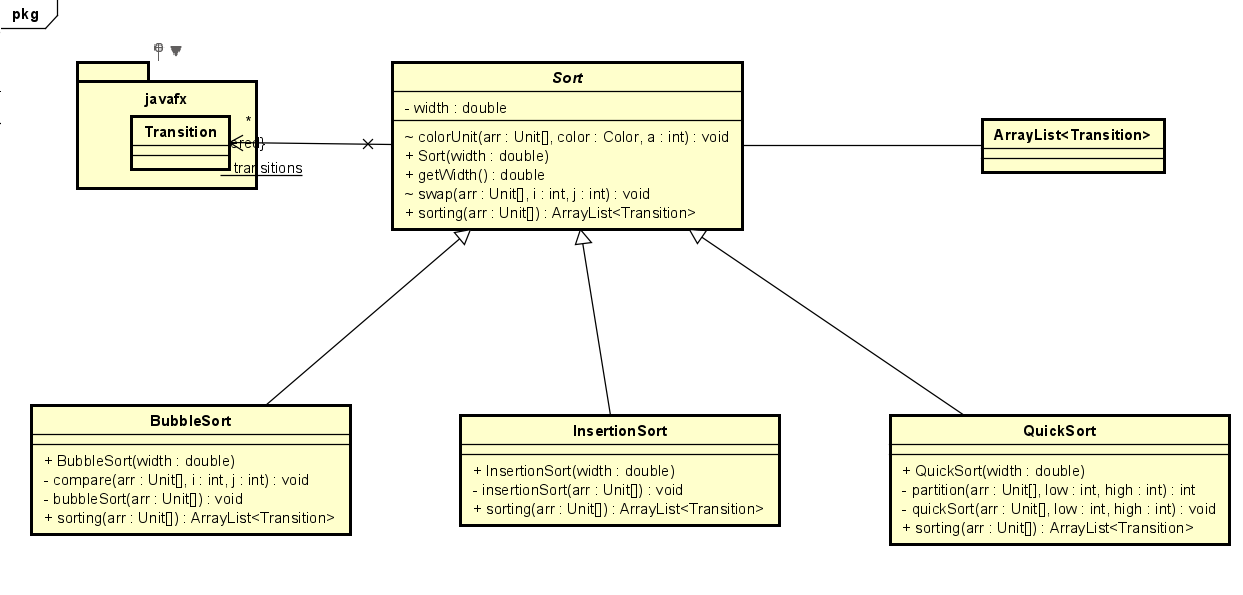 pkg
javafx
Transition
*
ered}
transitions
Sort
- width : double
~ colorUnit(arr : Unit[], color : Color, a : int) : void
+ Sort(width : double)
+ getWidth() : double
~ swap(arr : Unit[], i : int, j : int) : void
+ sorting(arr : Unit[]) : ArrayList<Transition>
ArrayList<Transition>
BubbleSort
+ BubbleSort(width : double)
- compare(arr : Unit[], i : int, j : int) : void
- bubbleSort(arr : Unit[]) : void
+ sorting(arr : Unit[]) : ArrayList<Transition>
InsertionSort
+ InsertionSort(width : double)
- insertionSort(arr : Unit[]) : void
+ sorting(arr : Unit[]) : ArrayList<Transition>
QuickSort
+ QuickSort(width : double)
- partition(arr : Unit[], low : int, high : int) : int
- quickSort(arr : Unit[], low : int, high : int) : void
+ sorting(arr : Unit[]) : ArrayList<Transition>